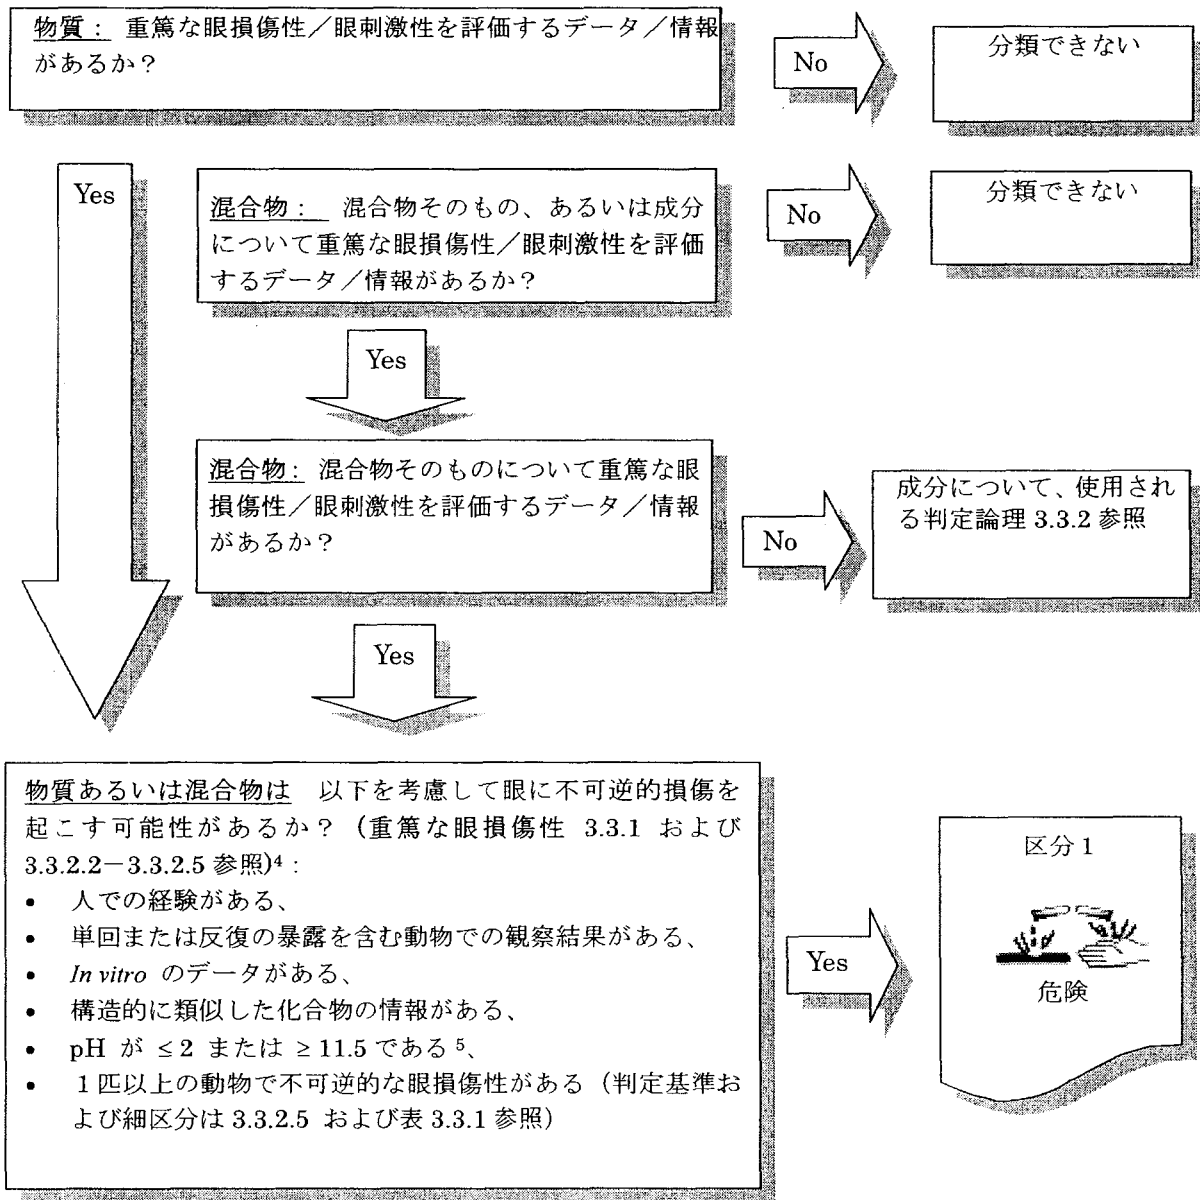 物質： 重篤な眼損傷性／眼刺激性を評価するデータ／情報
があるか？
No
分類できない
Yes
混合物： 混合物そのもの、あるいは成分
について重篤な眼損傷性／眼刺激性を評価
するデータ／情報があるか？
No
分類できない
Yes
混合物： 混合物そのものについて重篤な眼
損傷性／眼刺激性を評価するデータ／情報
があるか？
No
成分について、使用され
る判定論理 3.3.2 参照
Yes
物質あるいは混合物は 以下を考慮して眼に不可逆的損傷を
起こす可能性があるか？（重篤な眼損傷性 3.3.1 および
3.3.2.2－3.3.2.5 参照)⁴：
• 人での経験がある、
• 単回または反復の暴露を含む動物での観察結果がある、
• In vitro のデータがある、
• 構造的に類似した化合物の情報がある、
• pH が ≤2 または ≥11.5 である ⁵、
• １匹以上の動物で不可逆的な眼損傷性がある（判定基準お
よび細区分は 3.3.2.5 および表 3.3.1 参照）
Yes
区分 1
危険